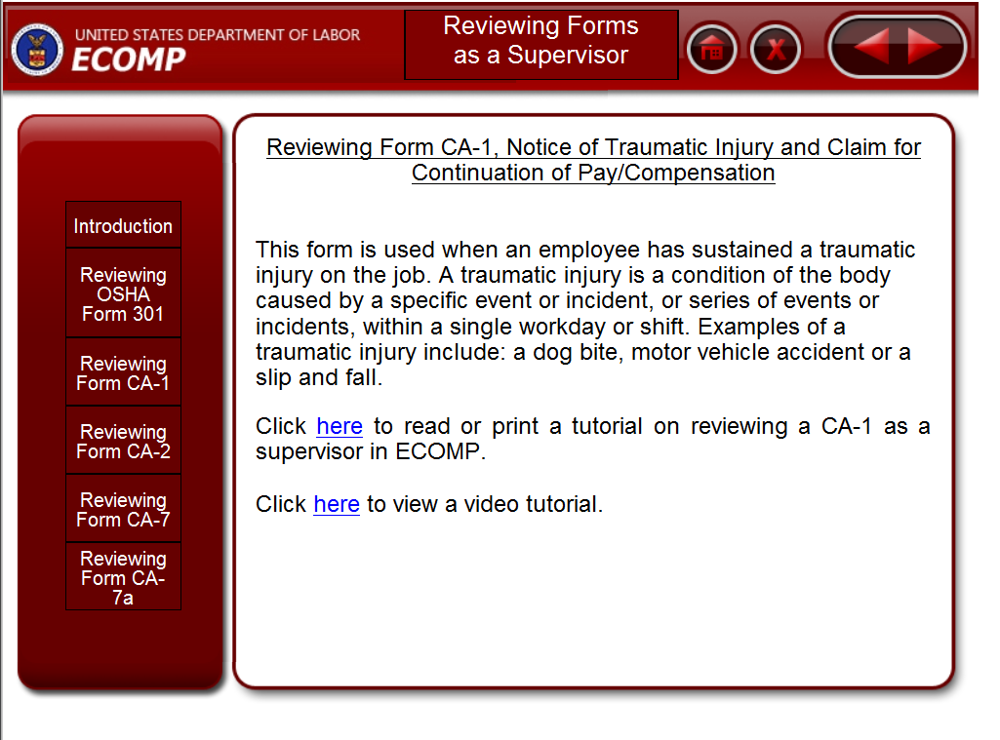 UNITED STATES DEPARTMENT OF LABOR
ECOMP
Reviewing Forms
as a Supervisor
X
Introduction
Reviewing
OSHA
Form 301
Reviewing
Form CA-1
Reviewing
Form CA-2
Reviewing
Form CA-7
Reviewing
Form CA-
7a
Reviewing Form CA-1, Notice of Traumatic Injury and Claim for
Continuation of Pay/Compensation
This form is used when an employee has sustained a traumatic
injury on the job. A traumatic injury is a condition of the body
caused by a specific event or incident, or series of events or
incidents, within a single workday or shift. Examples of a
traumatic injury include: a dog bite, motor vehicle accident or a
slip and fall.
Click here to read or print a tutorial on reviewing a CA-1 as a
supervisor in ECOMP.
Click here to view a video tutorial.